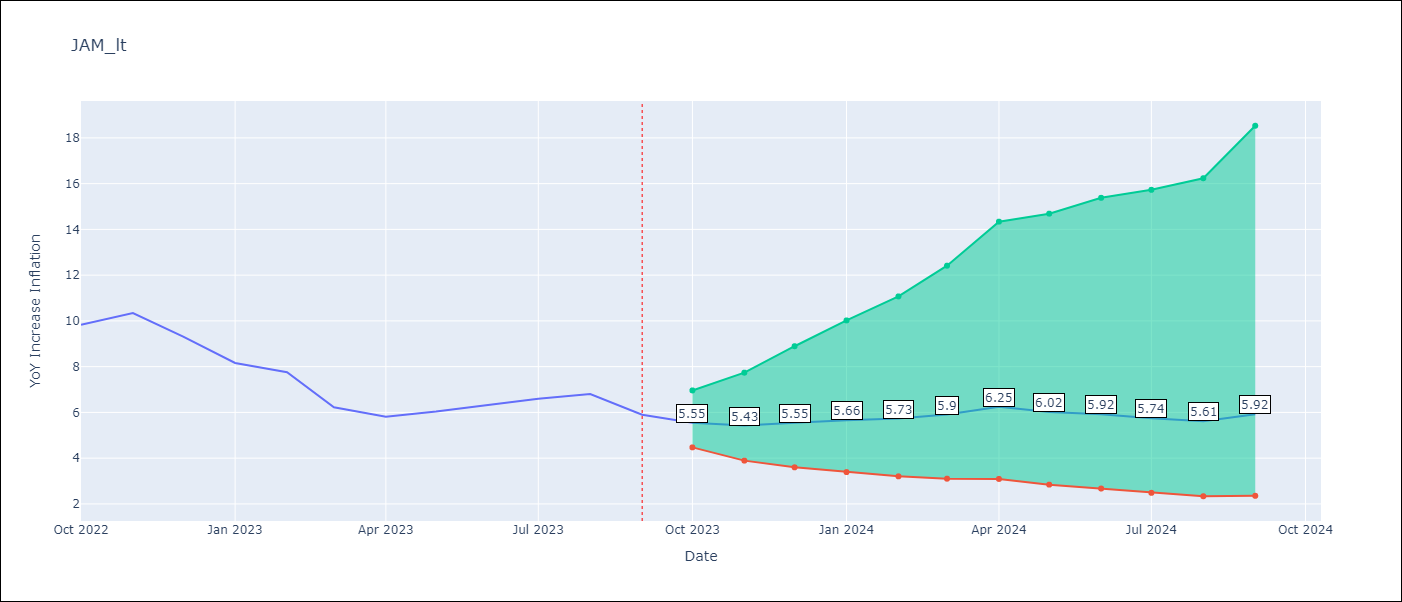 JAM_lt
YoY Increase Inflation
18
16
14
12
10
8
6
4
2
5.55
5.43
5.55
5.66
5.73
5.9
6.25
6.02
5.92
5.74
5.61
5.92
Oct 2022
Jan 2023
Apr 2023
Jul 2023
Oct 2023
Jan 2024
Apr 2024
Jul 2024
Oct 2024
Date